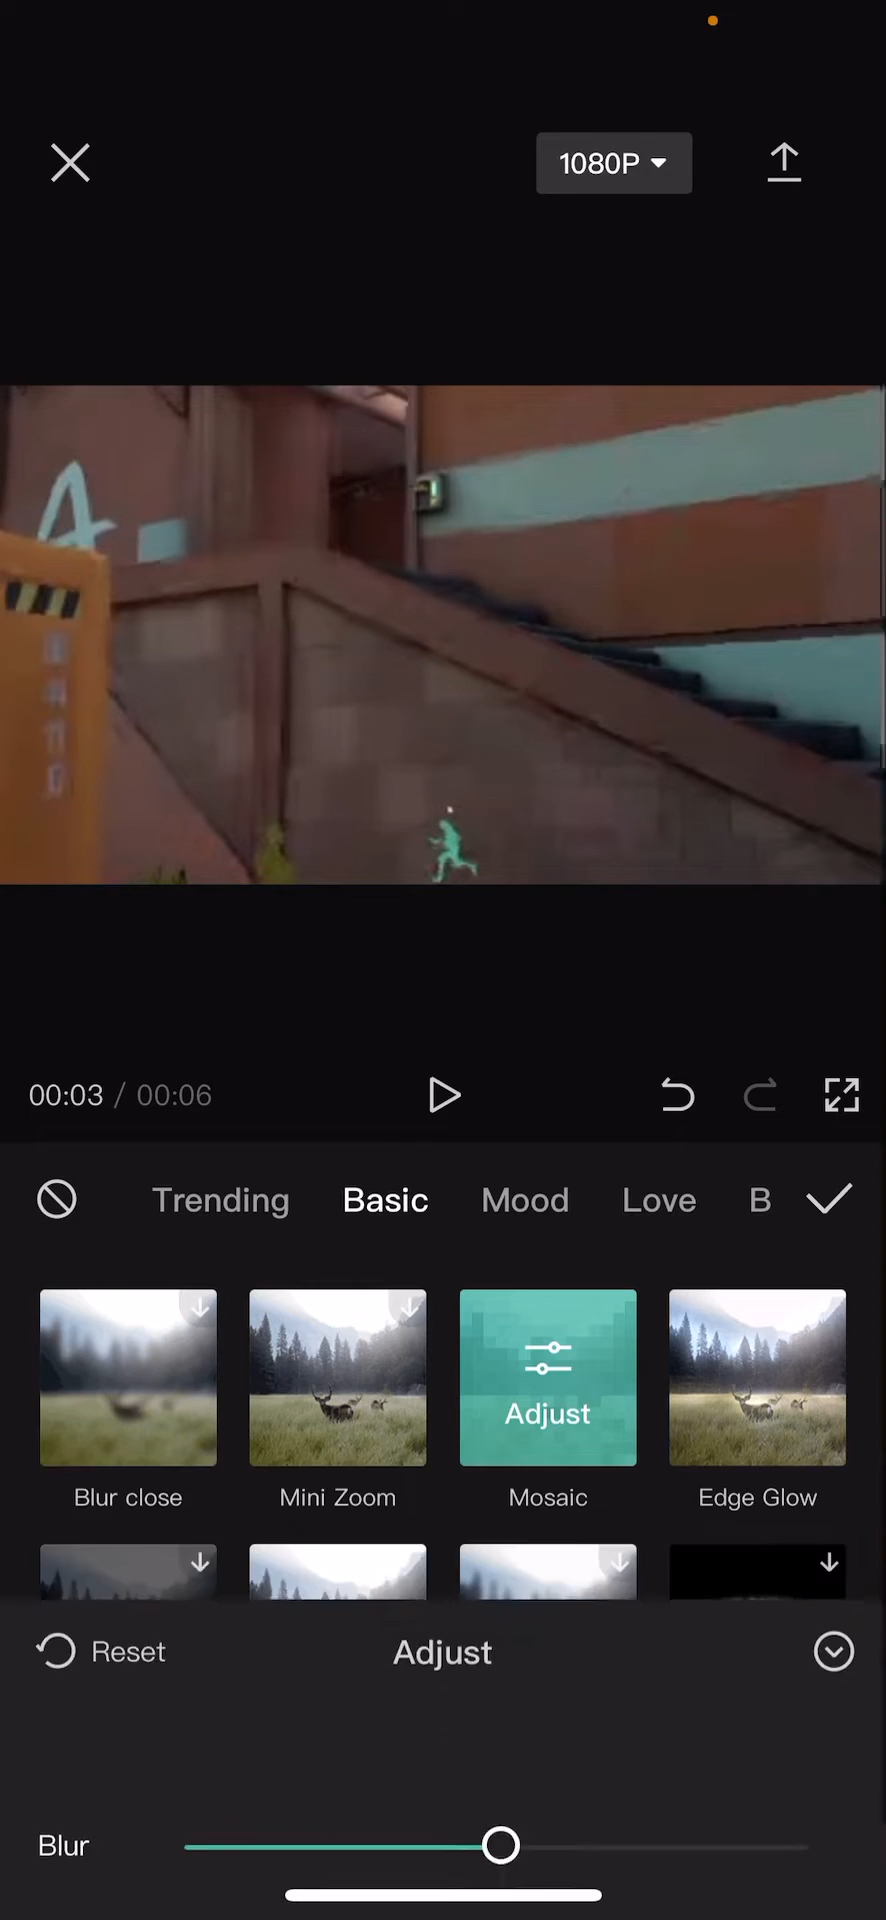 1080P
A
00:03 / 00:06
Trending Basic Mood Love B
Adjust
Blur close Mini Zoom Mosaic Edge Glow
Reset Adjust
Blur